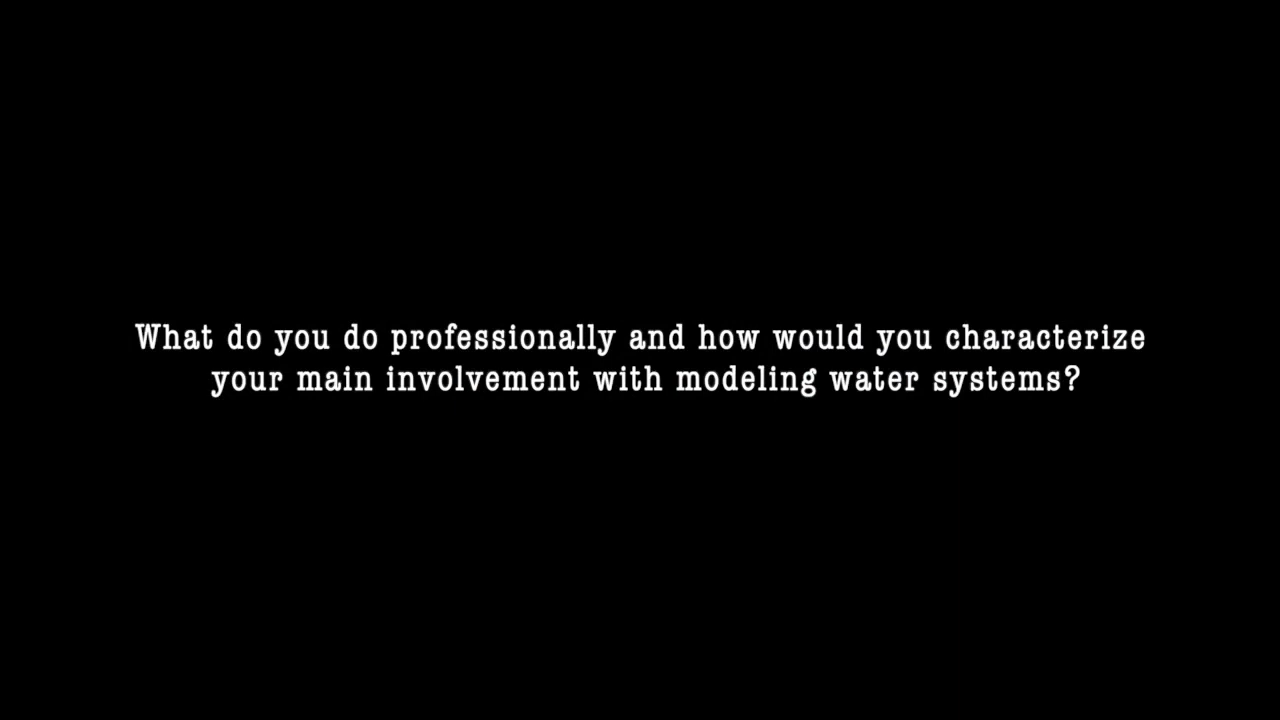 What do you do professionally and how would you characterize
your main involvement with modeling water systems?